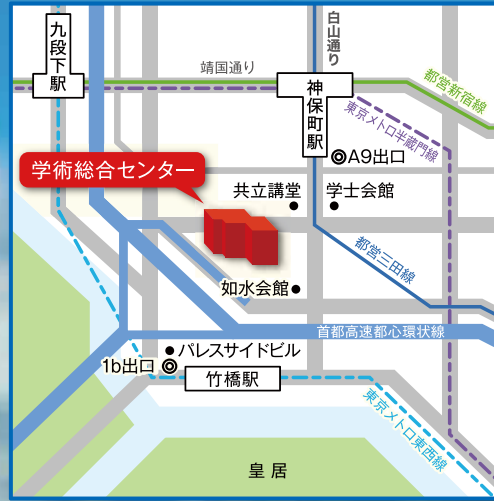 九段下駅
白山通り
靖国通り
都営新宿線
神保町駅
東京メトロ半蔵門線
◎A9出口
学術総合センター
共立講堂
学士会館
都営三田線
如水会館
首都高速都心環状線
パレスサイドビル
1b出口◎
竹橋駅
東京メトロ東西線
皇居